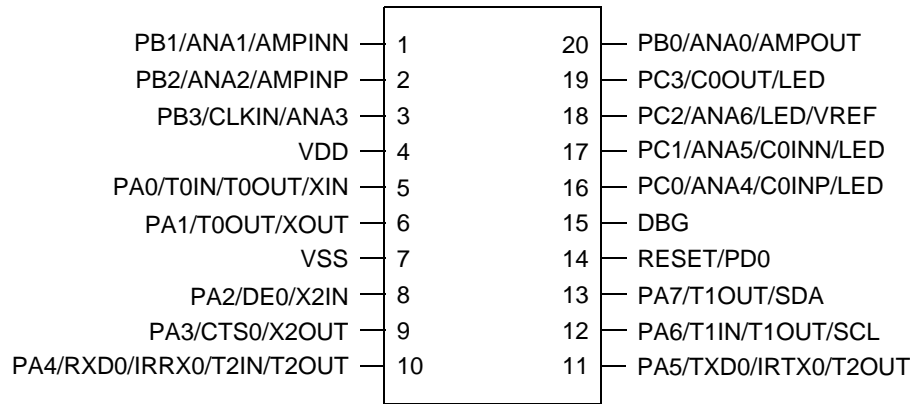 PB1/ANA1/AMPINN 1 20 PB0/ANA0/AMPOUT
PB2/ANA2/AMPINP 2 19 PC3/C0OUT/LED
PB3/CLKIN/ANA3 3 18 PC2/ANA6/LED/VREF
VDD 4 17 PC1/ANA5/C0INN/LED
PA0/T0IN/T0OUT/XIN 5 16 PC0/ANA4/C0INP/LED
PA1/T0OUT/XOUT 6 15 DBG
VSS 7 14 RESET/PD0
PA2/DE0/X2IN 8 13 PA7/T1OUT/SDA
PA3/CTS0/X2OUT 9 12 PA6/T1IN/T1OUT/SCL
PA4/RXD0/IRRX0/T2IN/T2OUT 10 11 PA5/TXD0/IRTX0/T2OUT